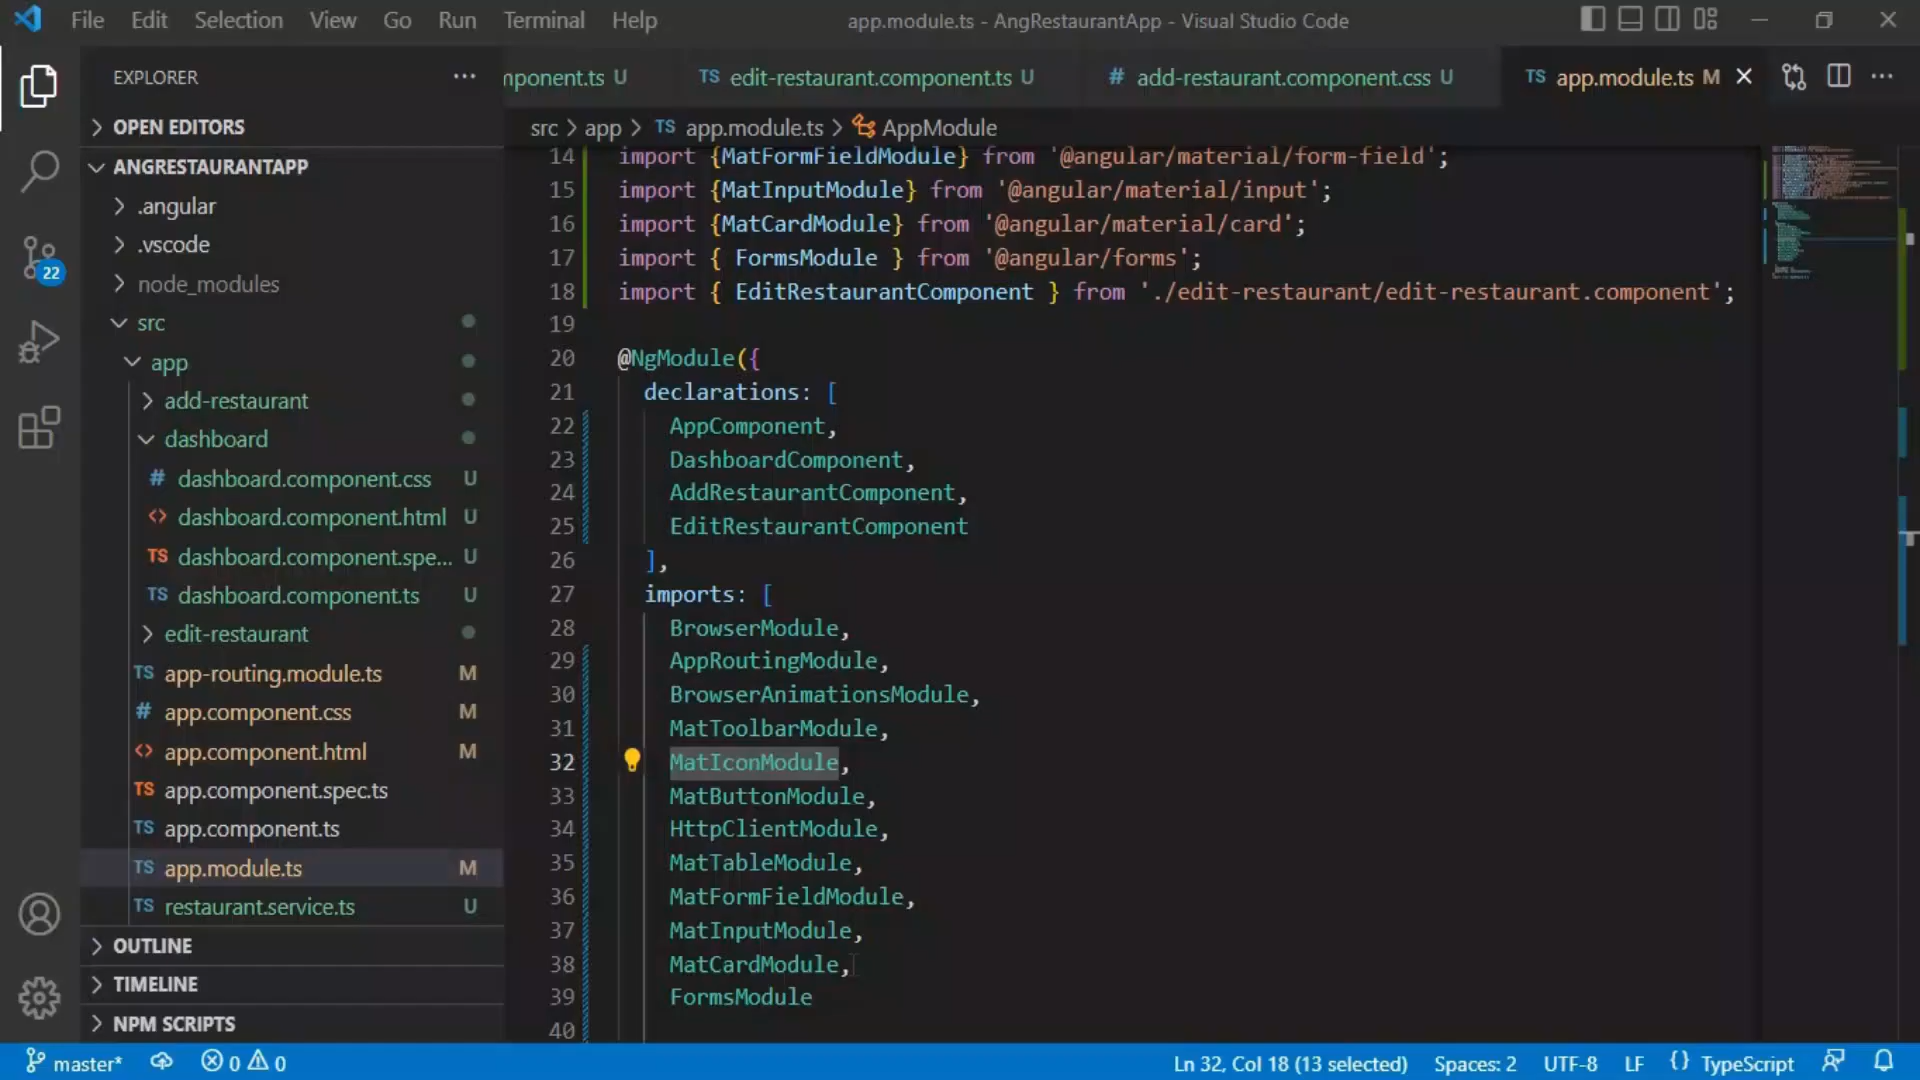 File Edit Selection View Go Run Terminal Help
app.module.ts - AngRestaurantApp - Visual Studio Code
EXPLORER
OPEN EDITORS
ANGRESTAURANTAPP
.angular
.vscode
node_modules
src
app
add-restaurant
dashboard
# dashboard.component.css U
<> dashboard.component.html U
TS dashboard.component.spe... U
TS dashboard.component.ts U
edit-restaurant
TS app-routing.module.ts M
# app.component.css M
<> app.component.html M
TS app.component.spec.ts
TS app.component.ts
TS app.module.ts M
TS restaurant.service.ts U
OUTLINE
TIMELINE
NPM SCRIPTS
22
mponent.ts U
TS edit-restaurant.component.ts U
# add-restaurant.component.css U
TS app.module.ts M
src > app > TS app.module.ts > AppModule
14 import {MatFormFieldModule} from '@angular/material/form-field';
15 import {MatInputModule} from '@angular/material/input';
16 import {MatCardModule} from '@angular/material/card';
17 import { FormsModule } from '@angular/forms';
18 import { EditRestaurantComponent } from './edit-restaurant/edit-restaurant.component';
19
20 @NgModule({
21 declarations: [
22 AppComponent,
23 DashboardComponent,
24 AddRestaurantComponent,
25 EditRestaurantComponent
26 ],
27 imports: [
28 BrowserModule,
29 AppRoutingModule,
30 BrowserAnimationsModule,
31 MatToolbarModule,
32 MatIconModule,
33 MatButtonModule,
34 HttpClientModule,
35 MatTableModule,
36 MatFormFieldModule,
37 MatInputModule,
38 MatCardModule,
39 FormsModule
40
master* 0 0
Ln 32, Col 18 (13 selected) Spaces: 2 UTF-8 LF {} TypeScript